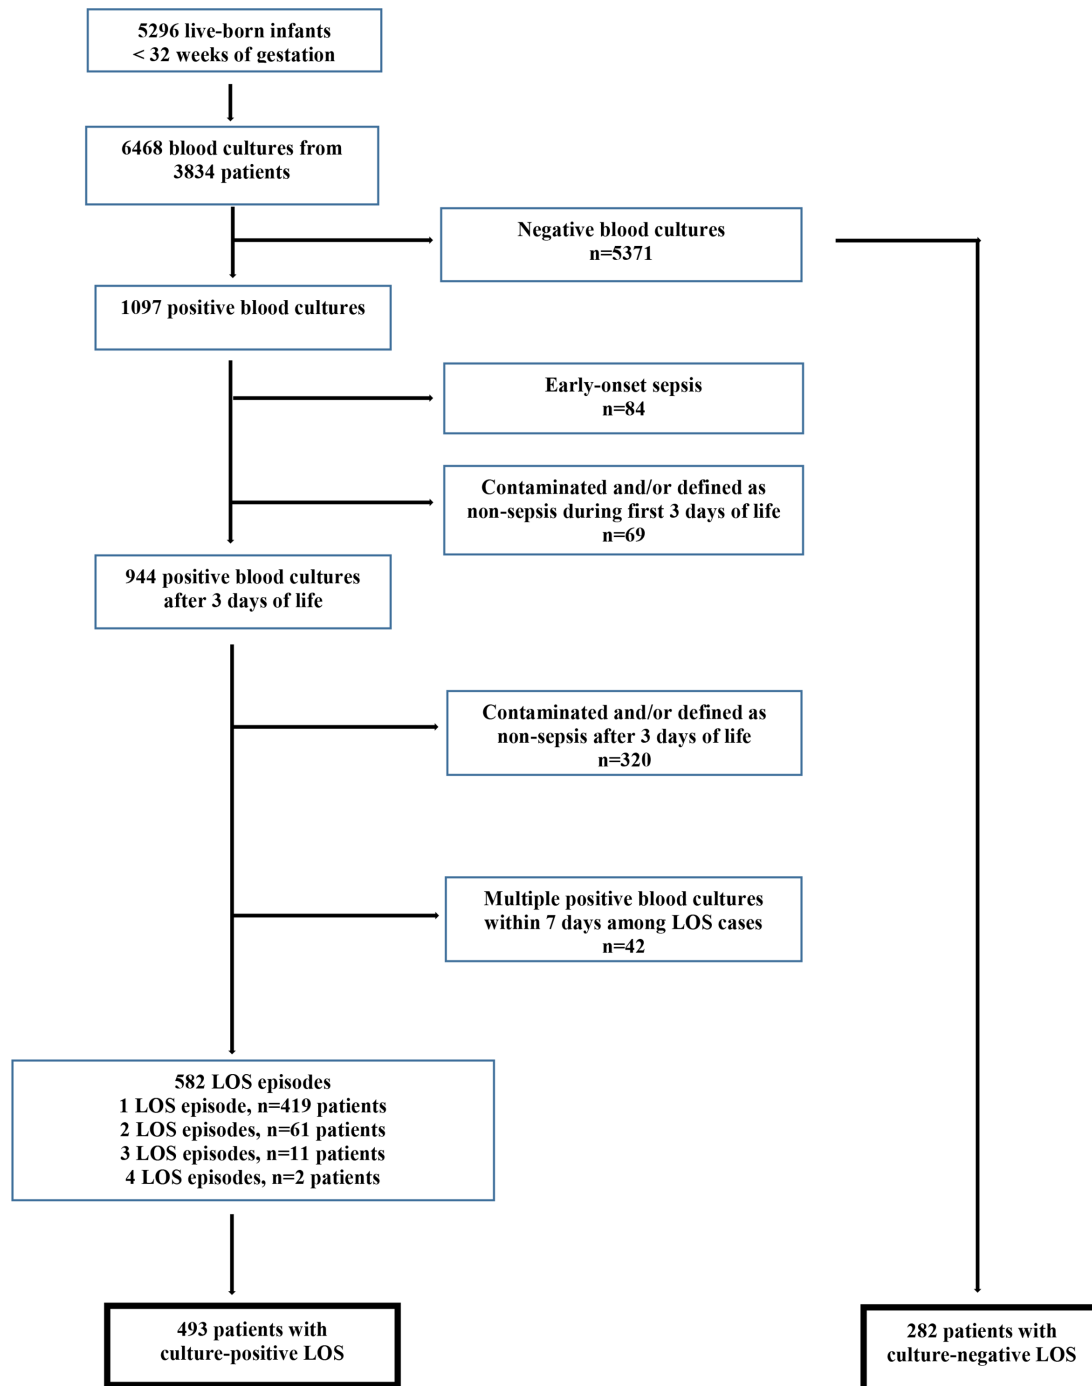 5296 live-born infants
< 32 weeks of gestation
6468 blood cultures from
3834 patients
Negative blood cultures
n=5371
1097 positive blood cultures
Early-onset sepsis
n=84
Contaminated and/or defined as
non-sepsis during first 3 days of life
n=69
944 positive blood cultures
after 3 days of life
Contaminated and/or defined as
non-sepsis after 3 days of life
n=320
Multiple positive blood cultures
within 7 days among LOS cases
n=42
582 LOS episodes
1 LOS episode, n=419 patients
2 LOS episodes, n=61 patients
3 LOS episodes, n=11 patients
4 LOS episodes, n=2 patients
493 patients with
culture-positive LOS
282 patients with
culture-negative LOS